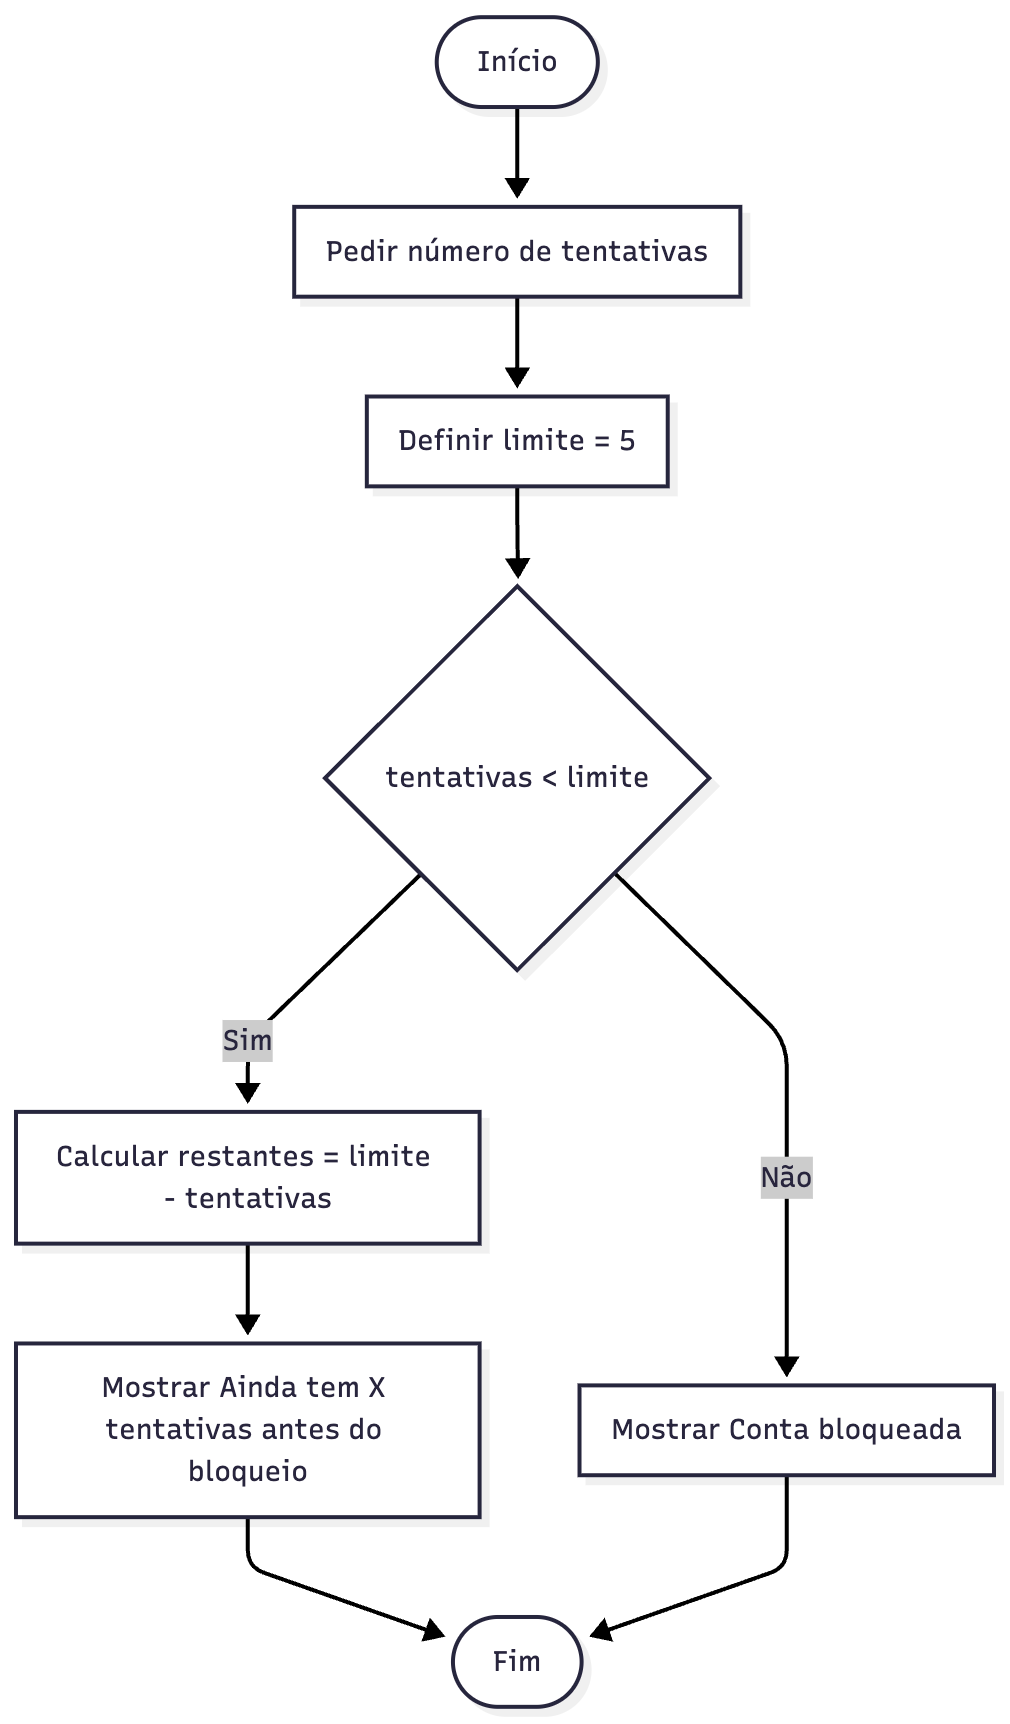 Início
Pedir número de tentativas
Definir limite = 5
tentativas < limite
Sim
Não
Calcular restantes = limite
- tentativas
Mostrar Ainda tem X
tentativas antes do
bloqueio
Mostrar Conta bloqueada
Fim